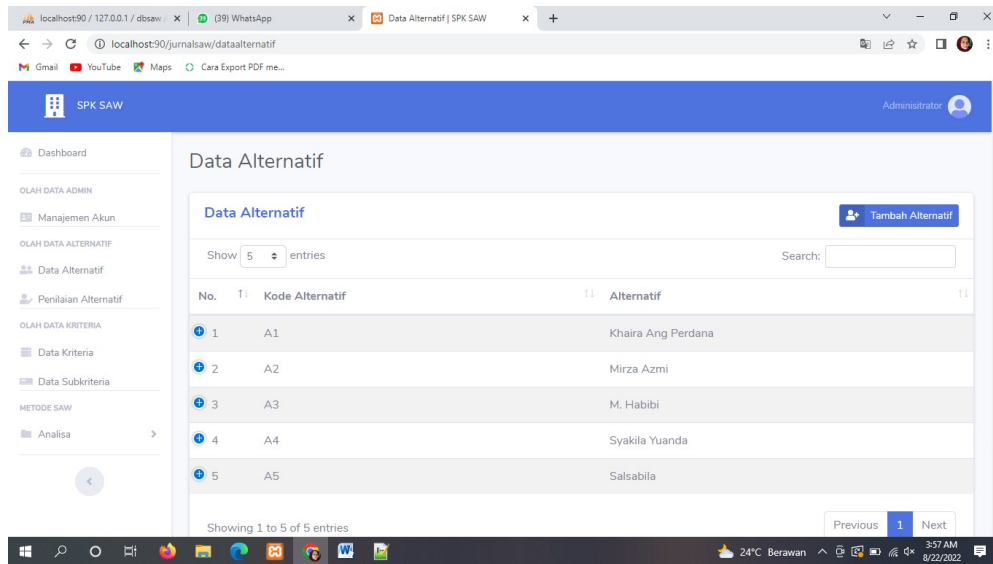 localhost:90 / 127.0.0.1 / dbsaw /
(39) WhatsApp
Data Alternatif | SPK SAW
localhost:90/jurnalsaw/dataalternatif
Gmail YouTube Maps Cara Export PDF me...
SPK SAW
Adminisitrator
Dashboard
OLAH DATA ADMIN
Manajemen Akun
OLAH DATA ALTERNATIF
Data Alternatif
Penilaian Alternatif
OLAH DATA KRITERIA
Data Kriteria
Data Subkriteria
METODE SAW
Analisa
Data Alternatif
Data Alternatif
Tambah Alternatif
Show 5 entries
Search:
No. Kode Alternatif Alternatif
1 A1 Khaira Ang Perdana
2 A2 Mirza Azmi
3 A3 M. Habibi
4 A4 Syakila Yuanda
5 A5 Salsabila
Showing 1 to 5 of 5 entries
Previous 1 Next
24°C Berawan
3:57 AM
8/22/2022